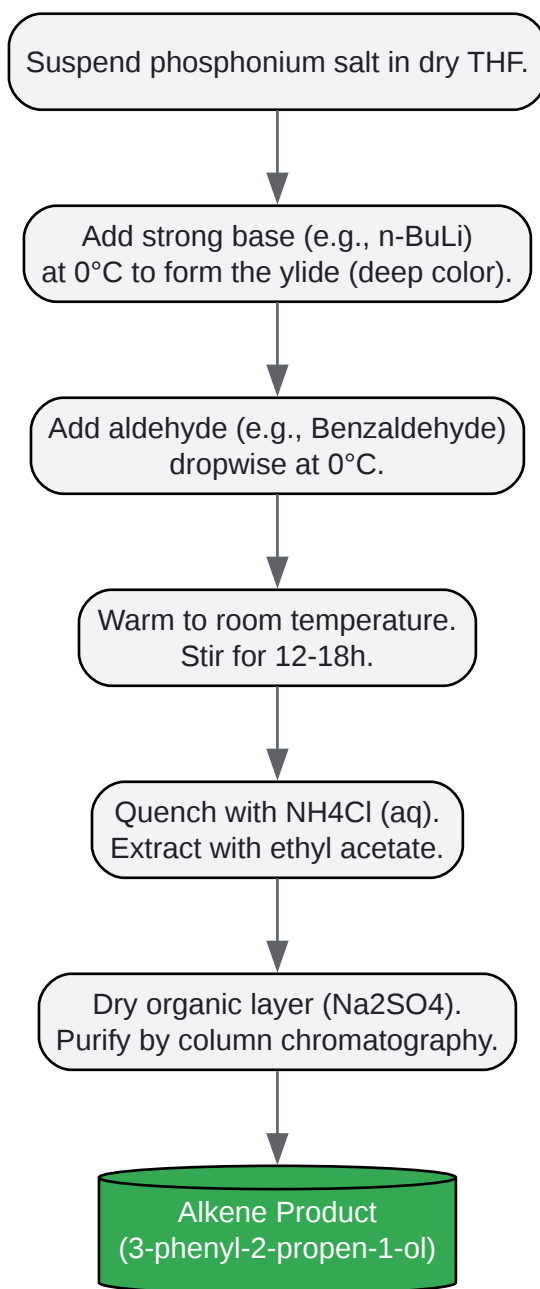 Suspend phosphonium salt in dry THF.
Add strong base (e.g., n-BuLi)
at 0°C to form the ylide (deep color).
Add aldehyde (e.g., Benzaldehyde)
dropwise at 0°C.
Warm to room temperature.
Stir for 12-18h.
Quench with NH4Cl (aq).
Extract with ethyl acetate.
Dry organic layer (Na2SO4).
Purify by column chromatography.
Alkene Product
(3-phenyl-2-propen-1-ol)